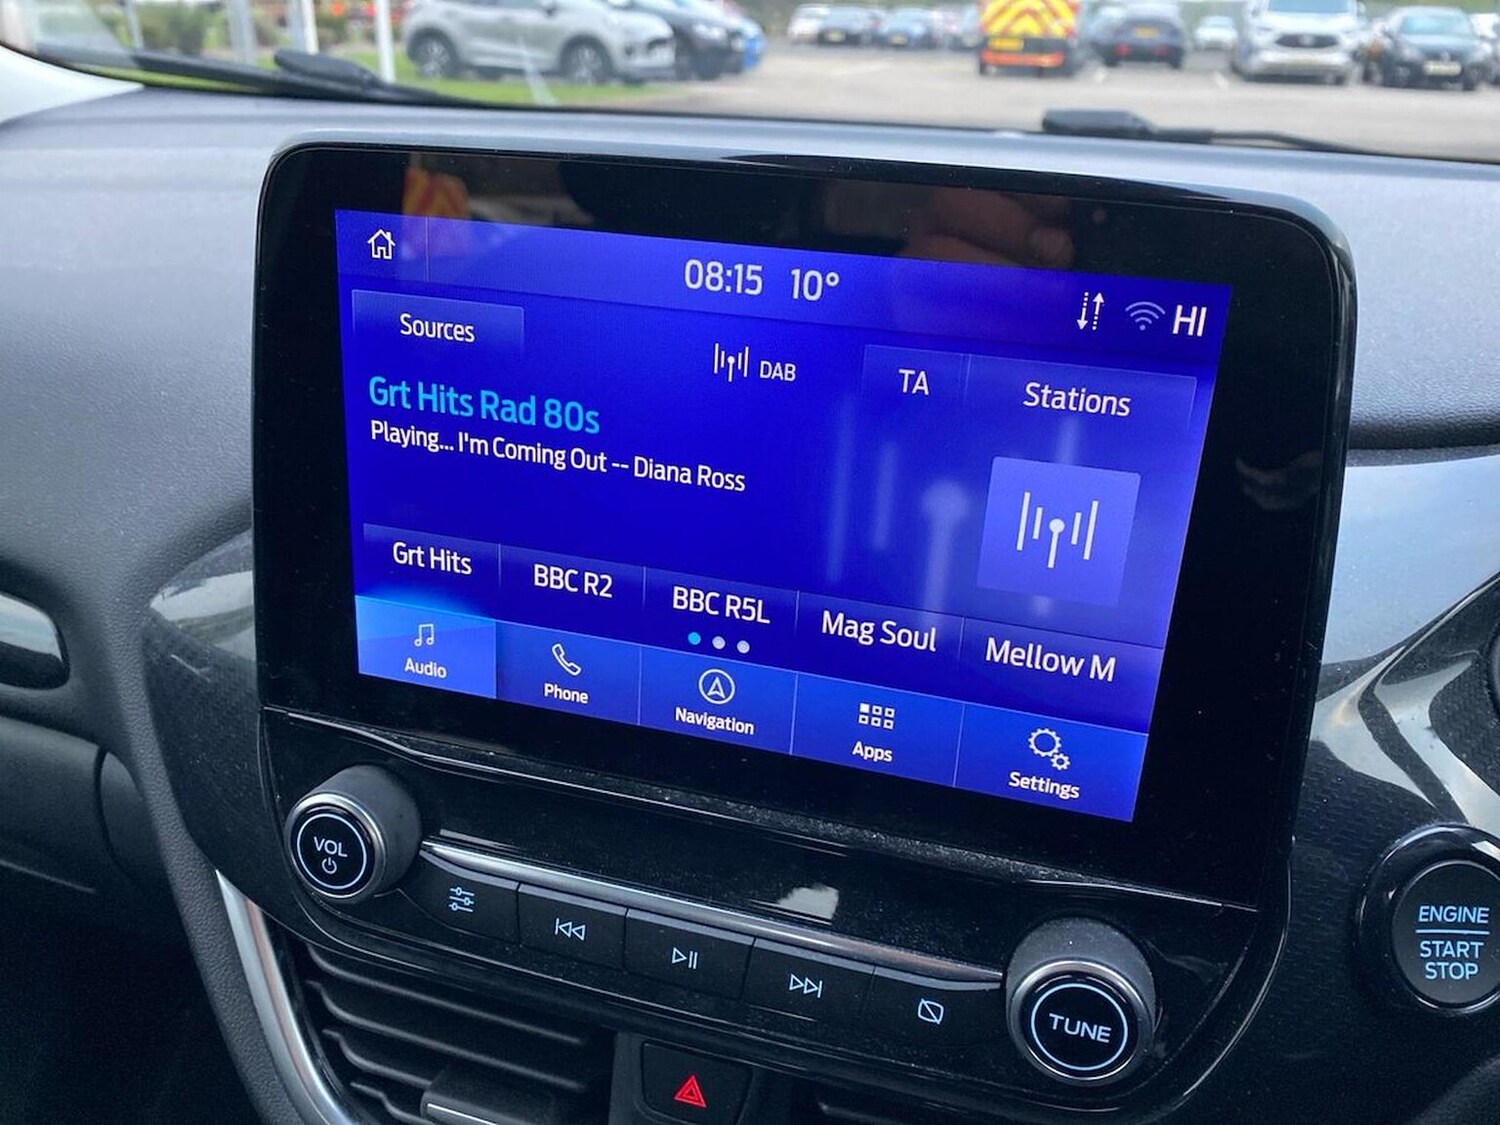 08:15 10°
HI
Sources
DAB
TA
Stations
Grt Hits Rad 80s
Playing... I'm Coming Out -- Diana Ross
Grt Hits
BBC R2
BBC R5L
Mag Soul
Mellow M
Audio
Phone
Navigation
Apps
Settings
VOL
TUNE
ENGINE
START
STOP